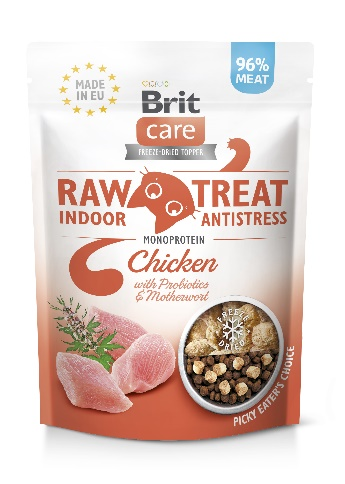 96%
MEAT
MADE IN
EU
Brit
care
FREEZE-DRIED TOPPER
RAW TREAT
INDOOR ANTISTRESS
MONOPROTEIN
Chicken
with Probiotics
& Motherwort
FREEZE
DRIED
PICKY EATER'S CHOICE